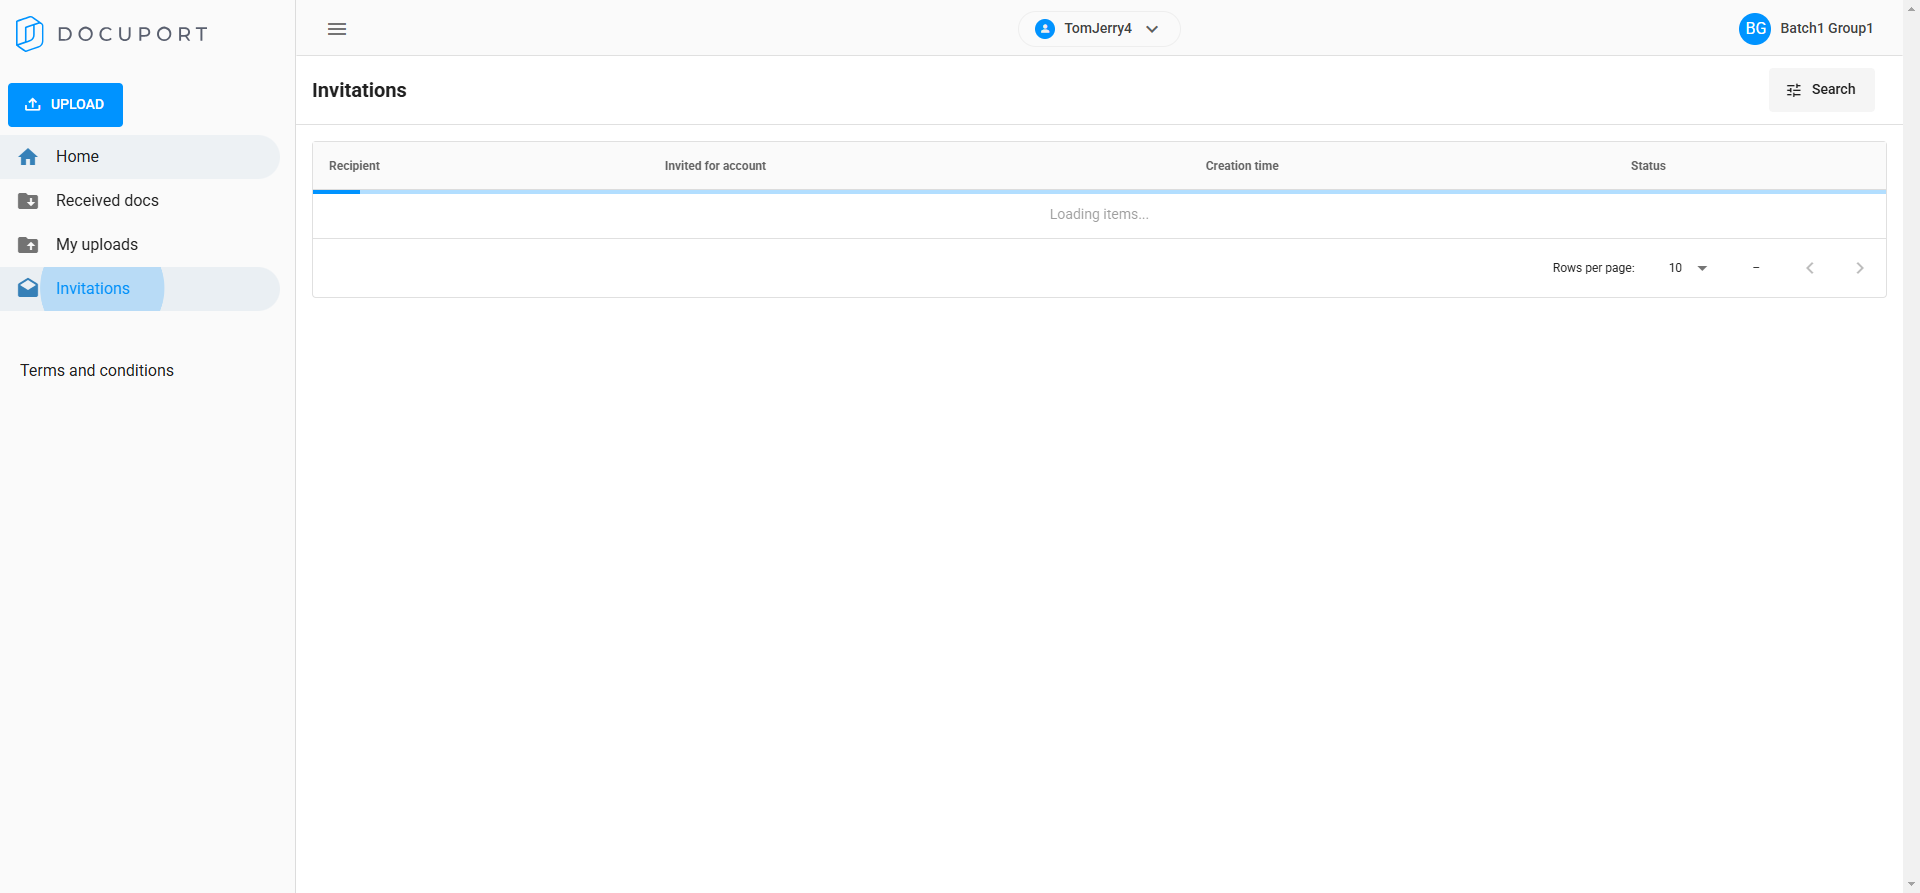 DOCUPORT
TomJerry4
BG Batch1 Group1
UPLOAD
Home
Received docs
My uploads
Invitations
Terms and conditions
Invitations
Search
Recipient Invited for account Creation time Status
Loading items...
Rows per page: 10 –